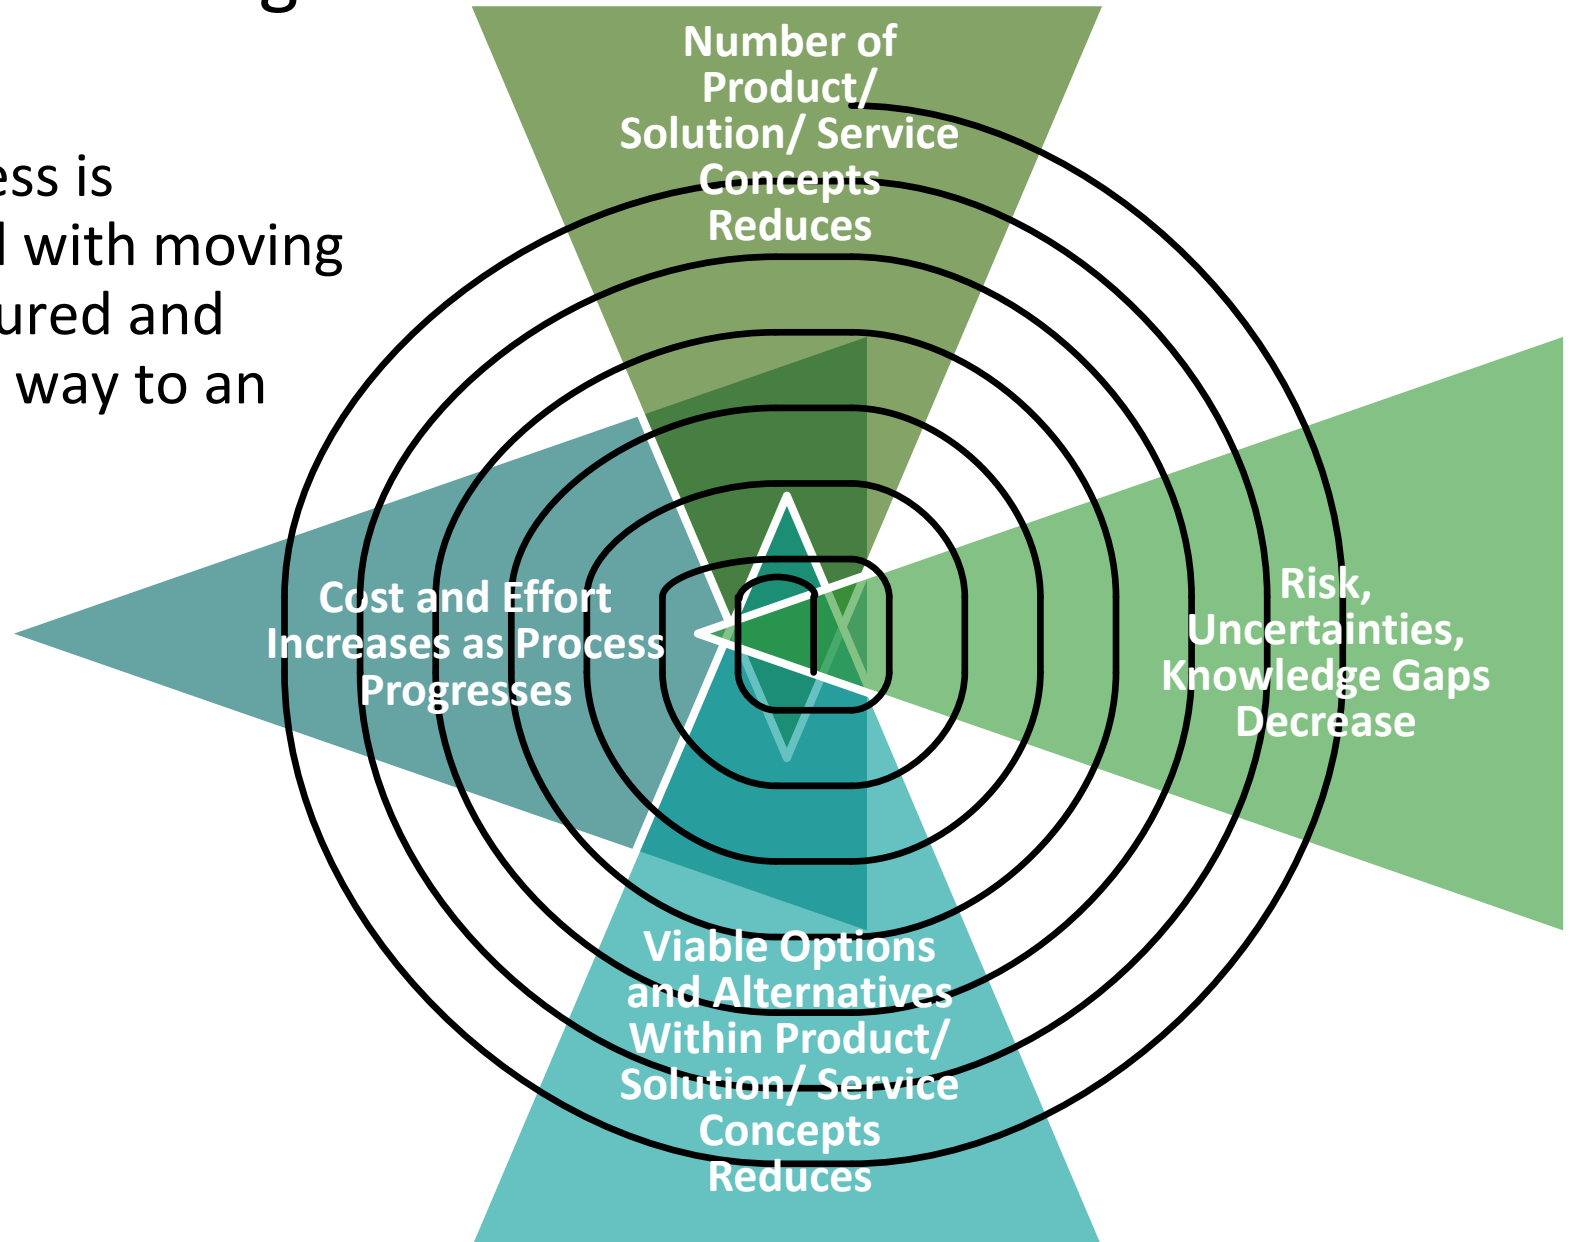 g
Number of
Product/
Solution/ Service
Concepts
Reduces
ess is
l with moving
ured and
way to an
Cost and Effort
Increases as Process
Progresses
Risk,
Uncertainties,
Knowledge Gaps
Decrease
Viable Options
and Alternatives
Within Product/
Solution/ Service
Concepts
Reduces